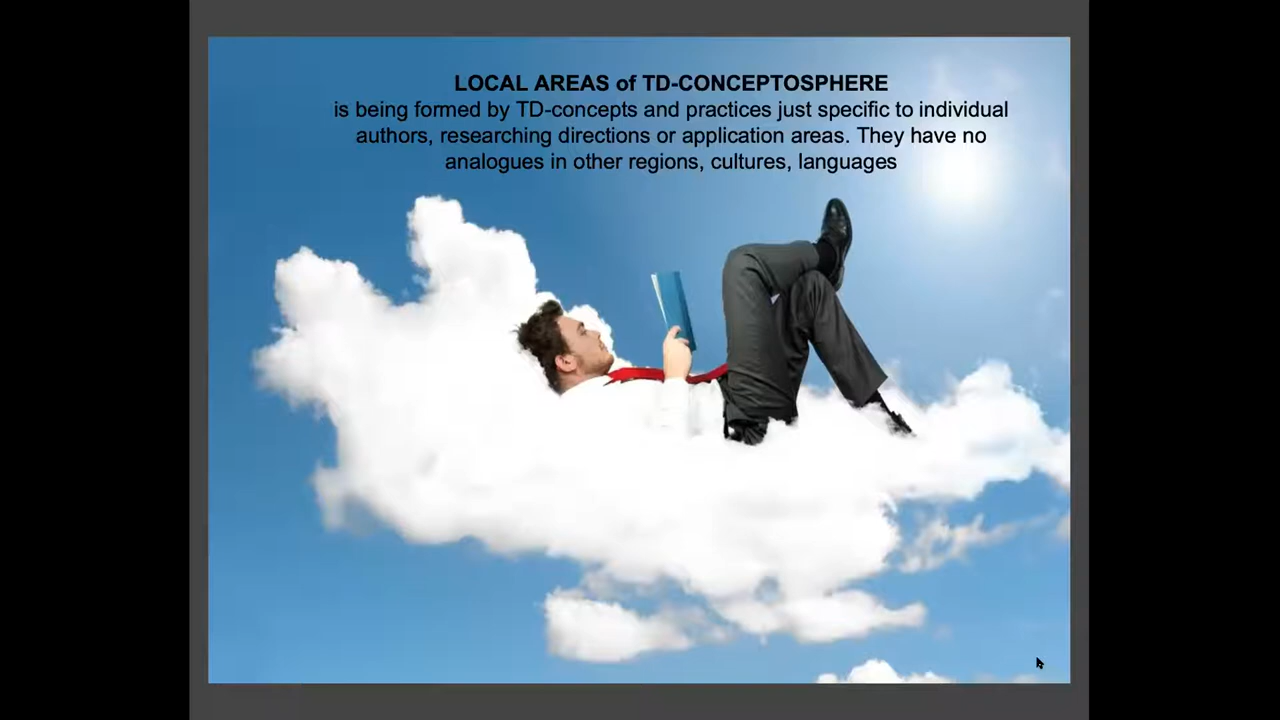 LOCAL AREAS of TD-CONCEPTOSPHERE
is being formed by TD-concepts and practices just specific to individual
authors, researching directions or application areas. They have no
analogues in other regions, cultures, languages